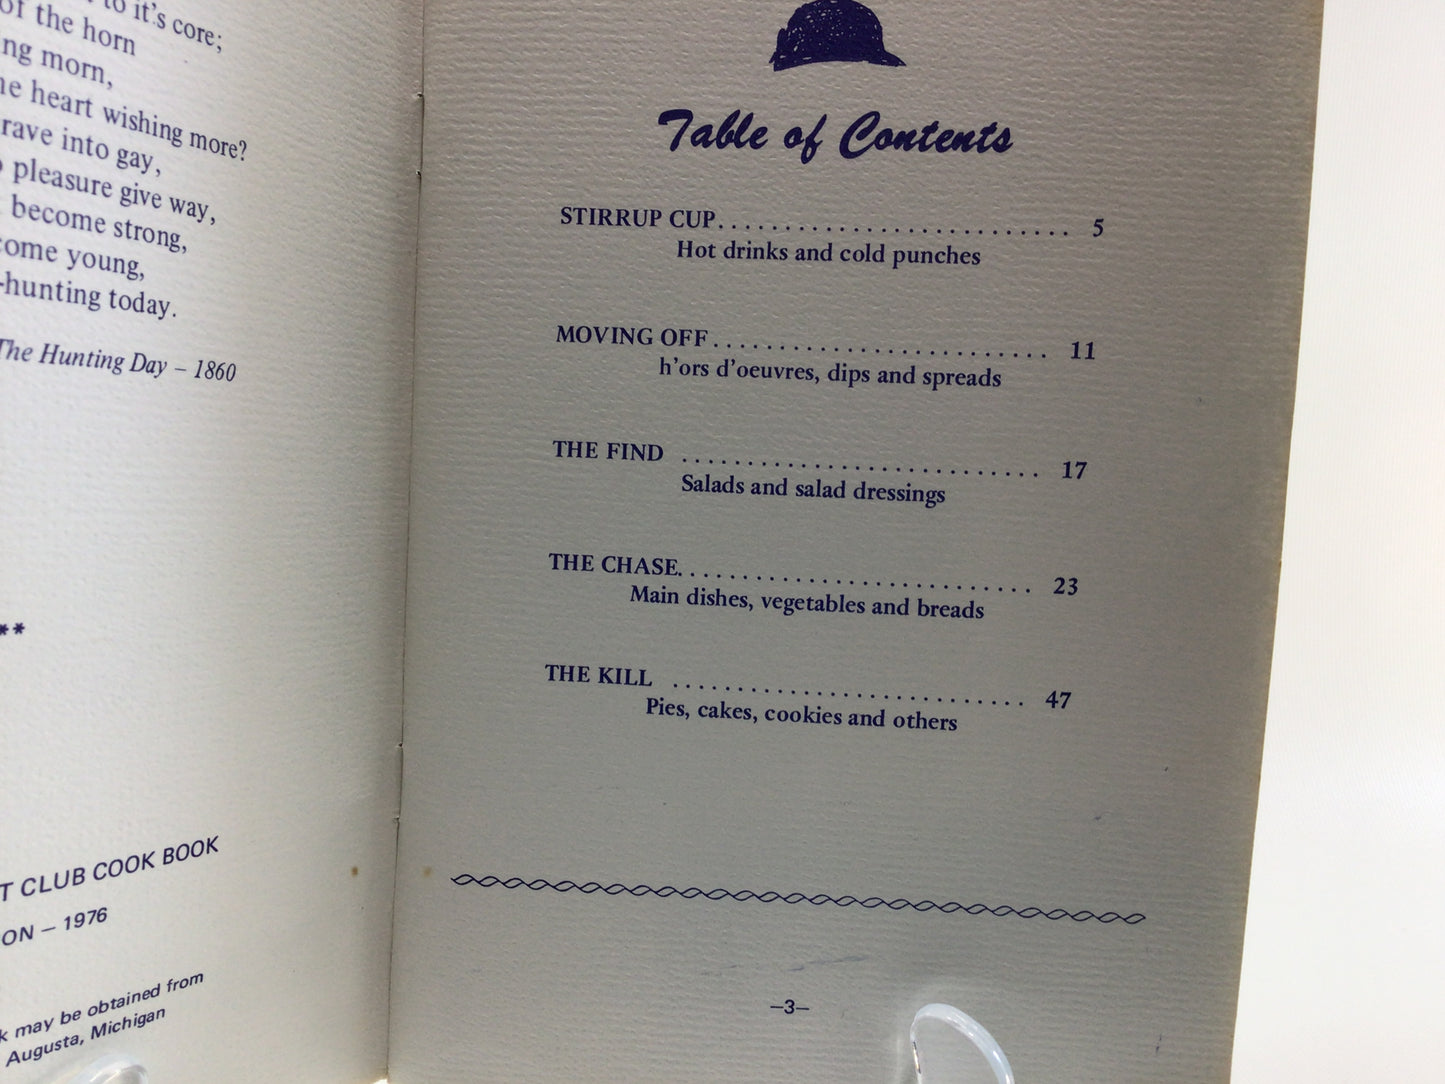 to it's core;
of the horn
ng morn,
heart wishing more?
rave into gay,
pleasure give way,
become strong,
come young,
-hunting today.
The Hunting Day – 1860
**
T CLUB COOK BOOK
ON – 1976
k may be obtained from
Augusta, Michigan
Table of Contents
STIRRUP CUP........................... 5
Hot drinks and cold punches
MOVING OFF.......................... 11
h'ors d'oeuvres, dips and spreads
THE FIND ............................ 17
Salads and salad dressings
THE CHASE........................... 23
Main dishes, vegetables and breads
THE KILL ............................ 47
Pies, cakes, cookies and others
–3–